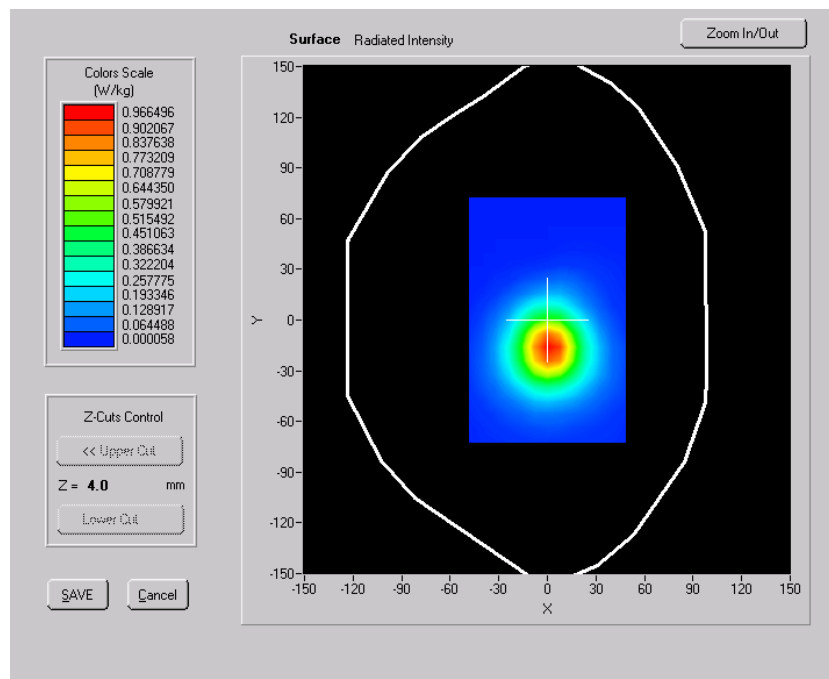 Surface Radiated Intensity
Zoom In/Out
Colors Scale
(W/kg)
0.966496
0.902067
0.837638
0.773209
0.708779
0.644350
0.579921
0.515492
0.451063
0.386634
0.322204
0.257775
0.193346
0.128917
0.064488
0.000058
Z-Cuts Control
<< Upper Cut
Z = 4.0 mm
Lower Cut
SAVE Cancel
150
120
90
60
30
0
-30
-60
-90
-120
-150
Y
-150 -120 -90 -60 -30 0 30 60 90 120 150
X